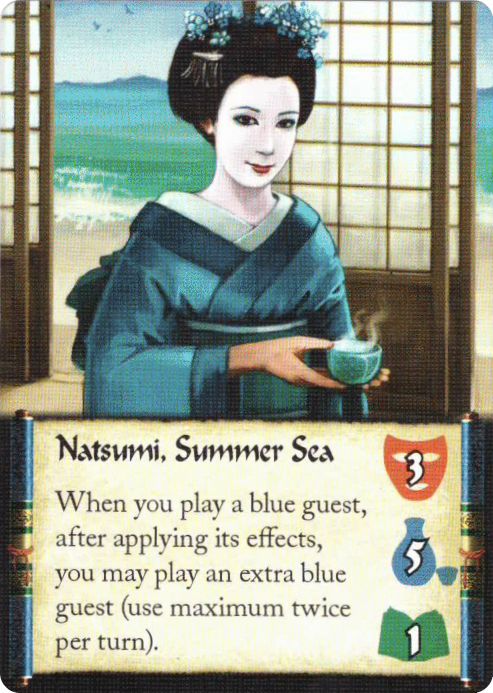 Natsumi, Summer Sea
3
When you play a blue guest,
after applying its effects,
5
you may play an extra blue
guest (use maximum twice
1
per turn).